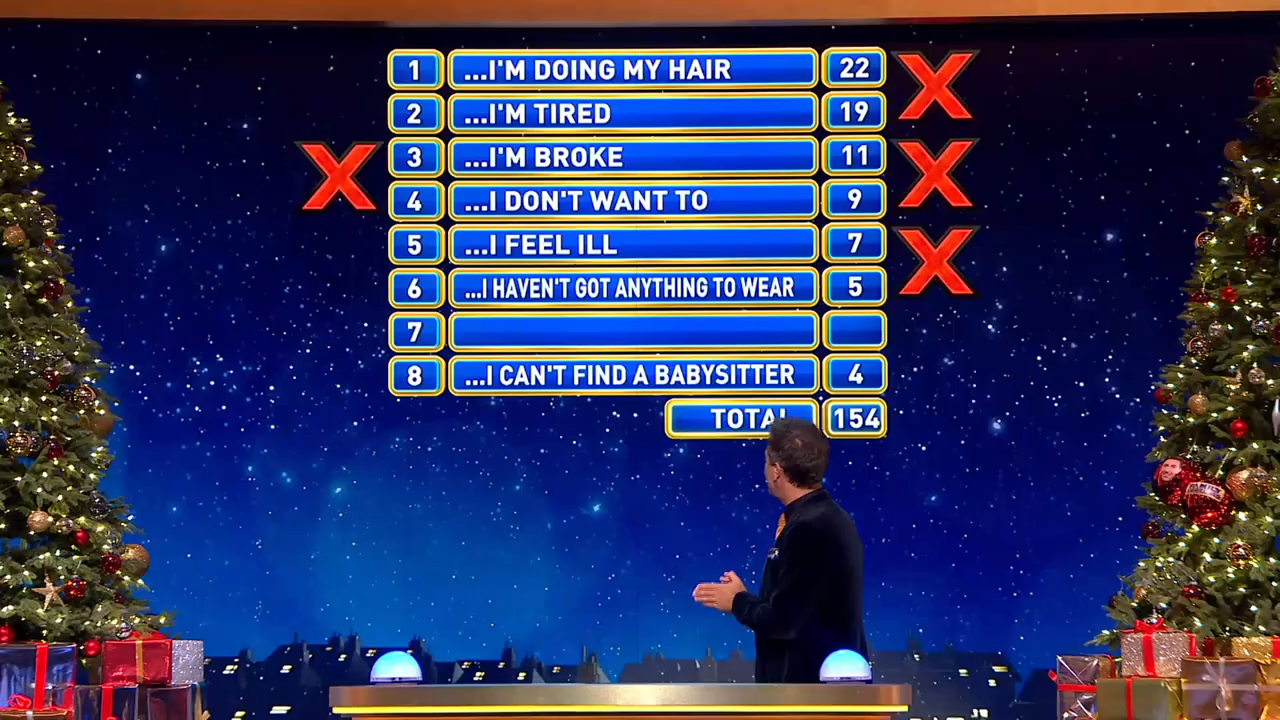 1 ...I'M DOING MY HAIR 22
2 ...I'M TIRED 19
3 ...I'M BROKE 11
4 ...I DON'T WANT TO 9
5 ...I FEEL ILL 7
6 ...I HAVEN'T GOT ANYTHING TO WEAR 5
7
8 ...I CAN'T FIND A BABYSITTER 4
TOTAL 154